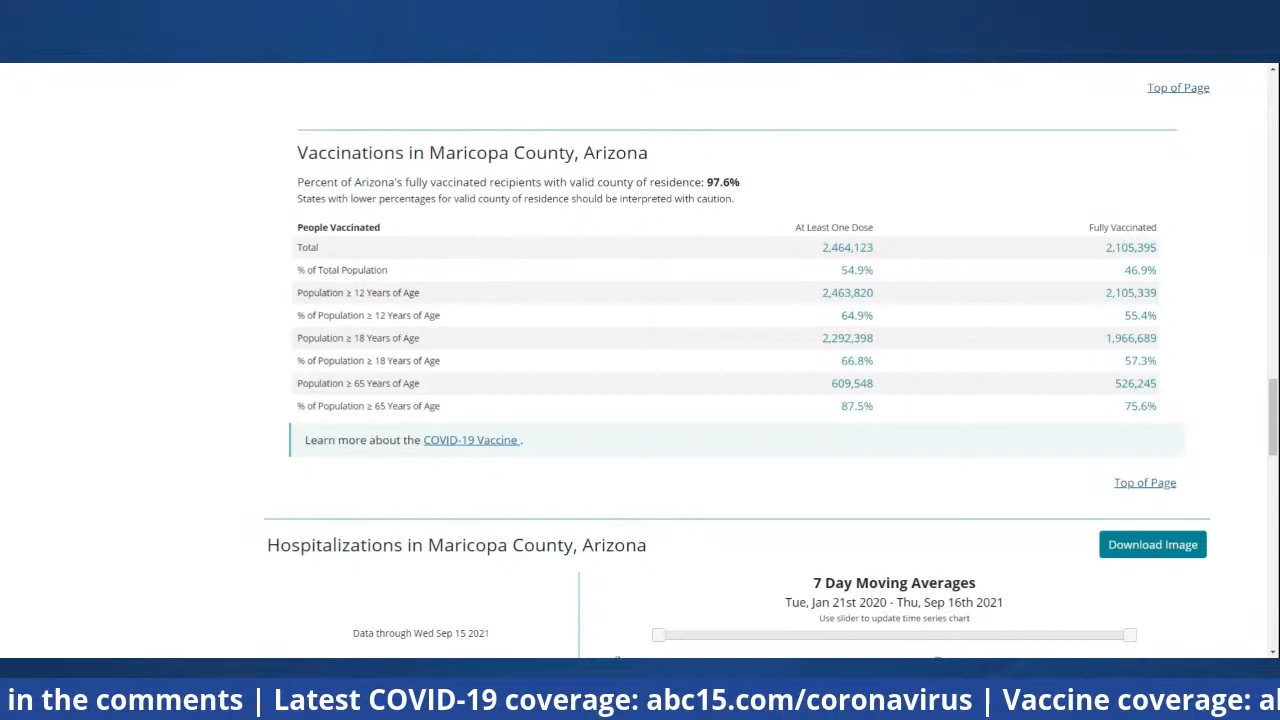 Top of Page
Vaccinations in Maricopa County, Arizona
Percent of Arizona's fully vaccinated recipients with valid county of residence: 97.6%
States with lower percentages for valid county of residence should be interpreted with caution.
People Vaccinated At Least One Dose Fully Vaccinated
Total 2,464,123 2,105,395
% of Total Population 54.9% 46.9%
Population ≥ 12 Years of Age 2,463,820 2,105,339
% of Population ≥ 12 Years of Age 64.9% 55.4%
Population ≥ 18 Years of Age 2,292,398 1,966,689
% of Population ≥ 18 Years of Age 66.8% 57.3%
Population ≥ 65 Years of Age 609,548 526,245
% of Population ≥ 65 Years of Age 87.5% 75.6%
Learn more about the COVID-19 Vaccine .
Top of Page
Hospitalizations in Maricopa County, Arizona
Download Image
7 Day Moving Averages
Tue, Jan 21st 2020 - Thu, Sep 16th 2021
Use slider to update time series chart
Data through Wed Sep 15 2021
in the comments | Latest COVID-19 coverage: abc15.com/coronavirus | Vaccine coverage: